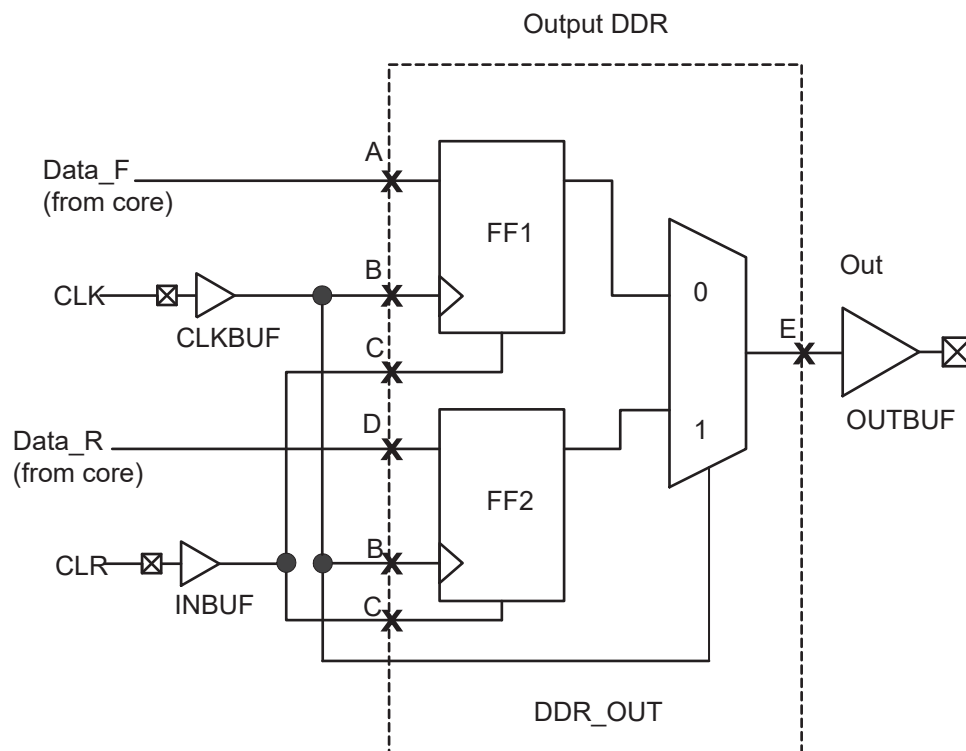 Output DDR
A
Data_F
(from core)
FF1
B
CLK
CLKBUF
0
Out
E
C
D
Data_R
(from core)
1
OUTBUF
FF2
B
CLR
INBUF
C
DDR_OUT